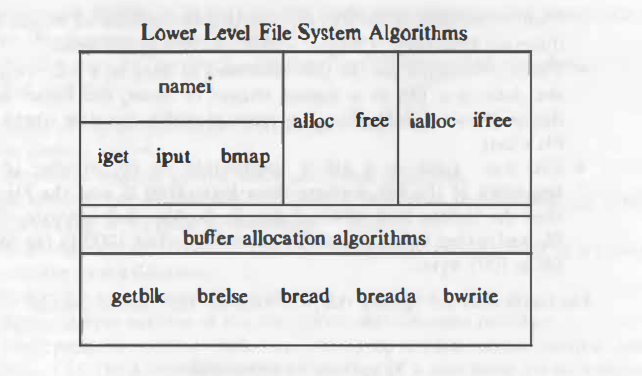 Lower Level File System Algorithms
namei
alloc free ialloc ifree
iget iput bmap
buffer allocation algorithms
getblk brelse bread breada bwrite